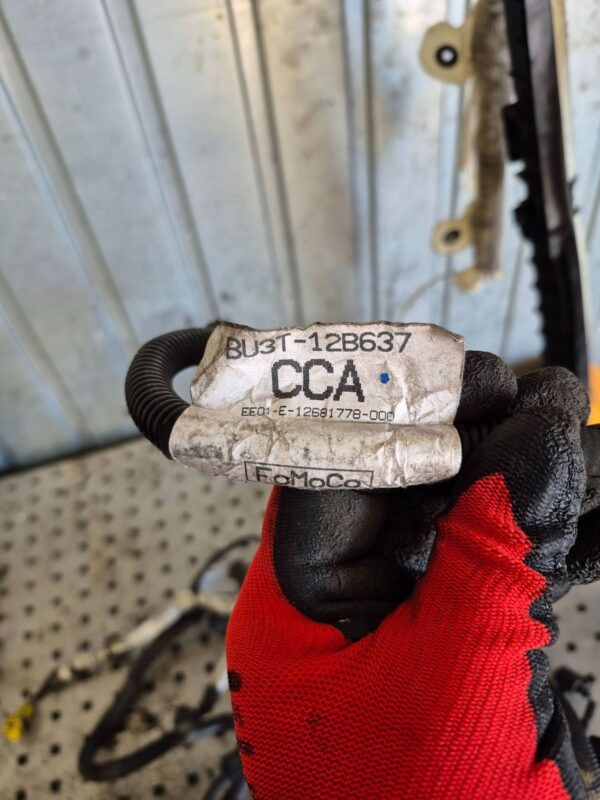 BU3T-12B637
CCA
EE01-E-12681778-000
FoMoCo